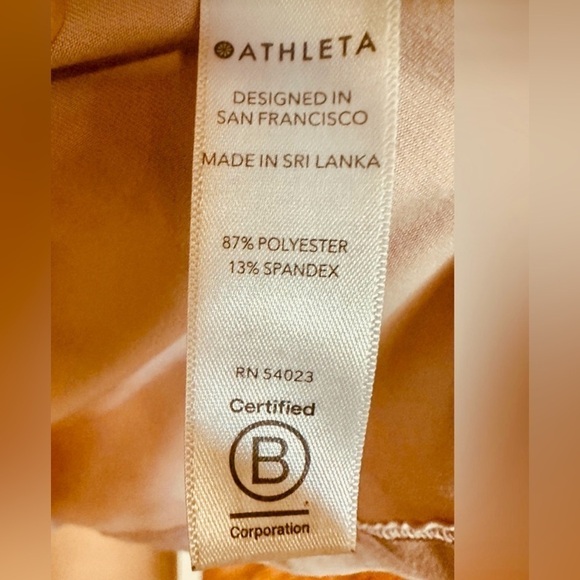 ATHLETA
DESIGNED IN
SAN FRANCISCO
MADE IN SRI LANKA
87% POLYESTER
13% SPANDEX
RN 54023
Certified
B
Corporation